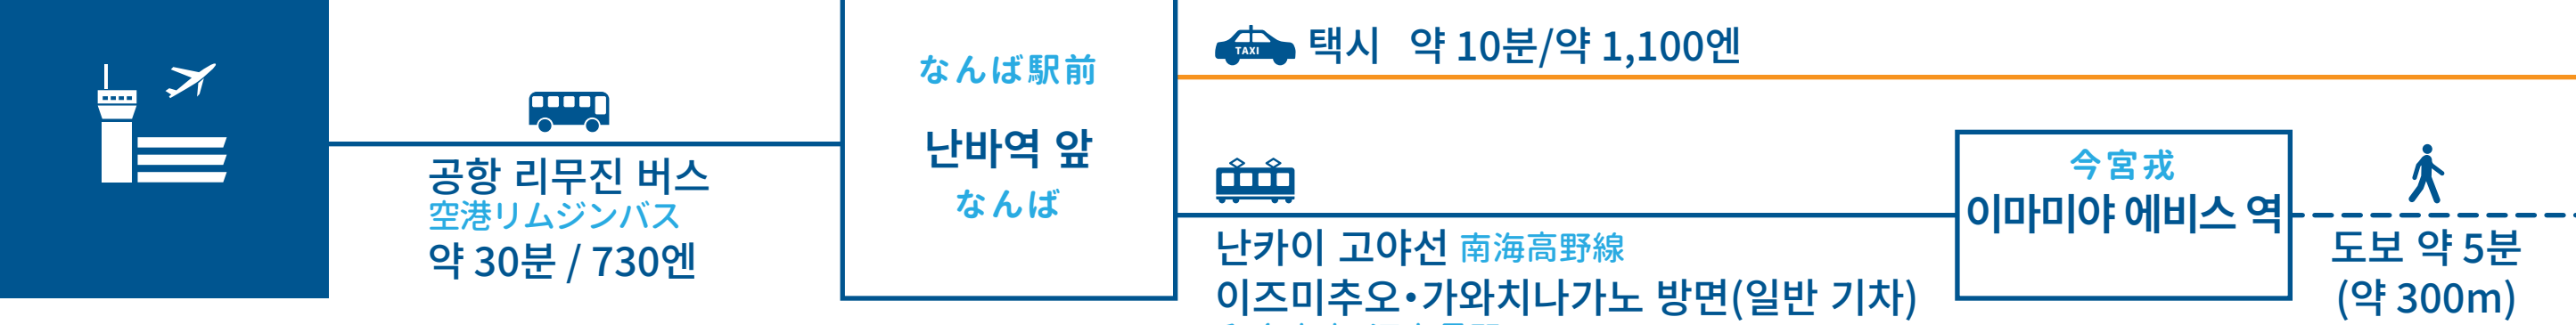 공항 리무진 버스
空港リムジンバス
약 30분 / 730엔
なんば駅前
난바역 앞
なんば
TAXI
택시 약 10분/약 1,100엔
난카이 고야선 南海高野線
이즈미추오・가와치나가노 방면(일반 기차)
今宮戎
이마미야 에비스 역
도보 약 5분
(약 300m)